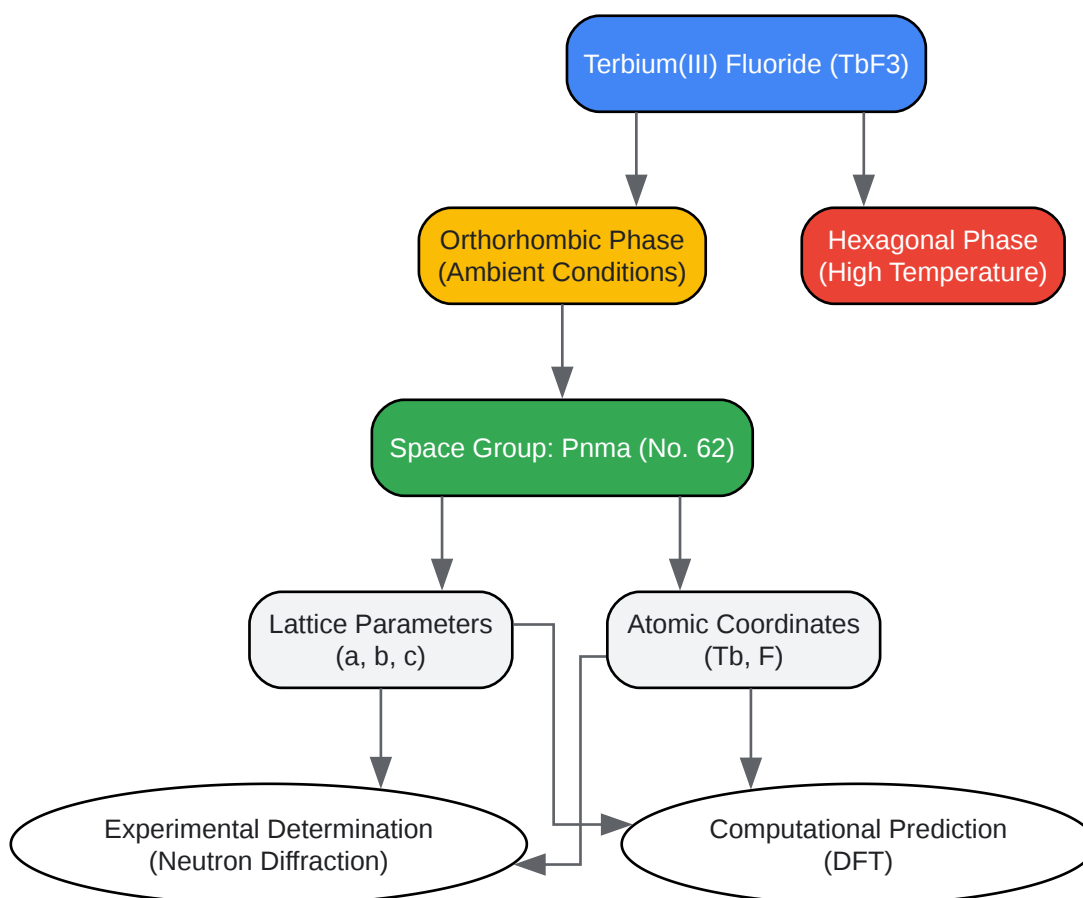 Terbium(III) Fluoride (TbF3)
Orthorhombic Phase
(Ambient Conditions)
Hexagonal Phase
(High Temperature)
Space Group: Pnma (No. 62)
Lattice Parameters
(a, b, c)
Atomic Coordinates
(Tb, F)
Experimental Determination
(Neutron Diffraction)
Computational Prediction
(DFT)